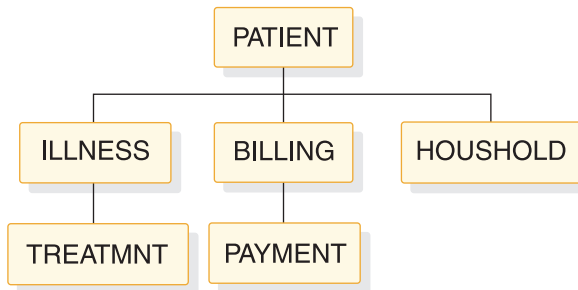 PATIENT
ILLNESS
BILLING
HOUSHOLD
TREATMNT
PAYMENT